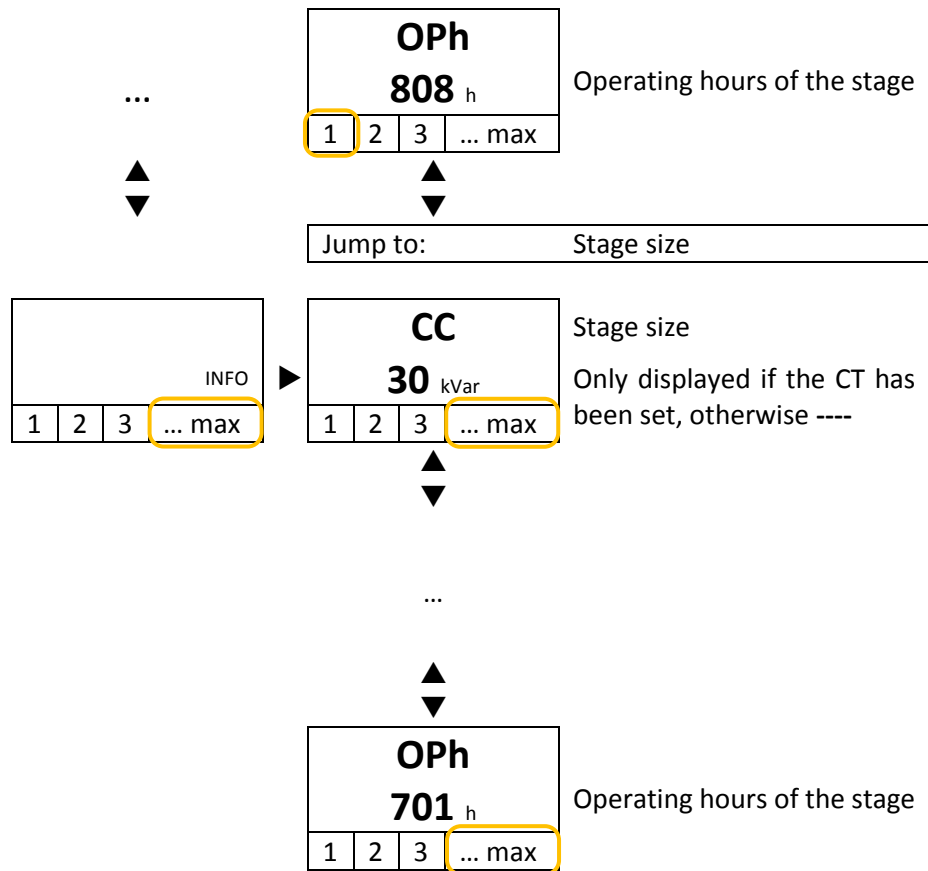 OPh
...
808 h
Operating hours of the stage
1 2 3 ... max
Jump to: Stage size
INFO
1 2 3 ... max
CC
30 kVar
1 2 3 ... max
Stage size
Only displayed if the CT has
been set, otherwise ----
...
OPh
701 h
Operating hours of the stage
1 2 3 ... max